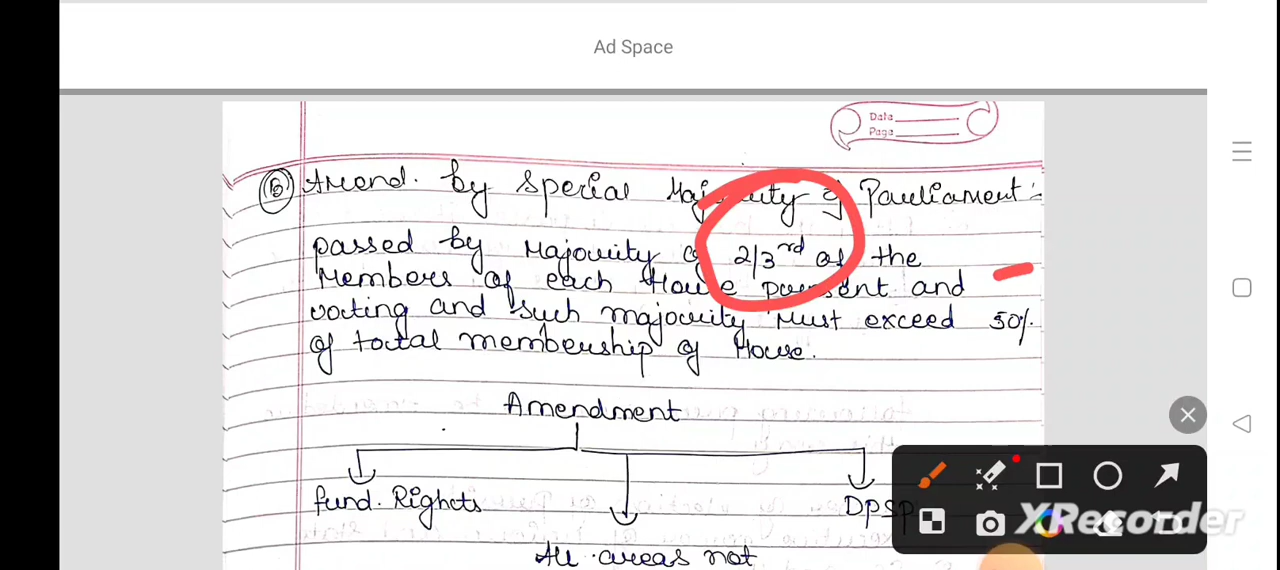 Ad Space
Date
Page
(B) Amend. by Special Majority of Parliament :-
passed by Majority of 2/3rd of the
Members of each House present and
voting and such majority must exceed 50%
of total membership of House.
Amendment
fund. Rights
DPSP
All areas not
XRecorder